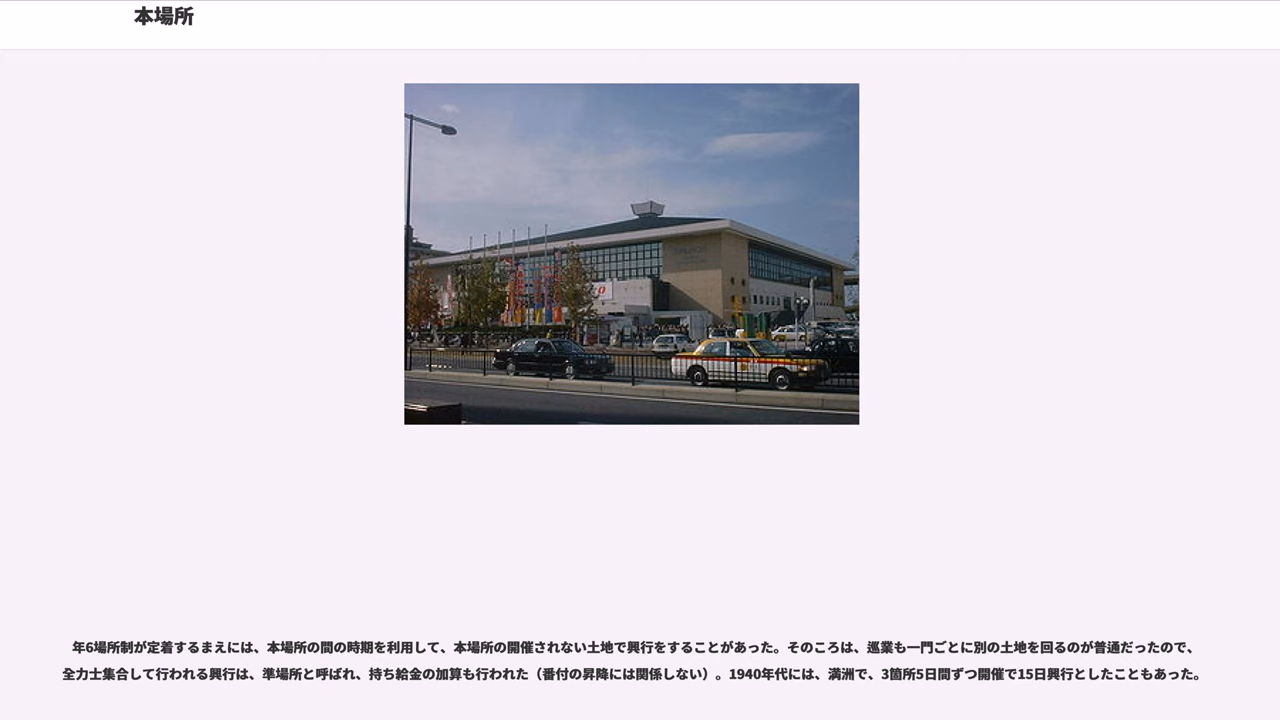 本場所
年6場所制が定着するまえには、本場所の間の時期を利用して、本場所の開催されない土地で興行をすることがあった。そのころは、巡業も一門ごとに別の土地を回るのが普通だったので、
全力士集合して行われる興行は、準場所と呼ばれ、持ち給金の加算も行われた（番付の昇降には関係しない）。1940年代には、満洲で、3箇所5日間ずつ開催で15日興行としたこともあった。